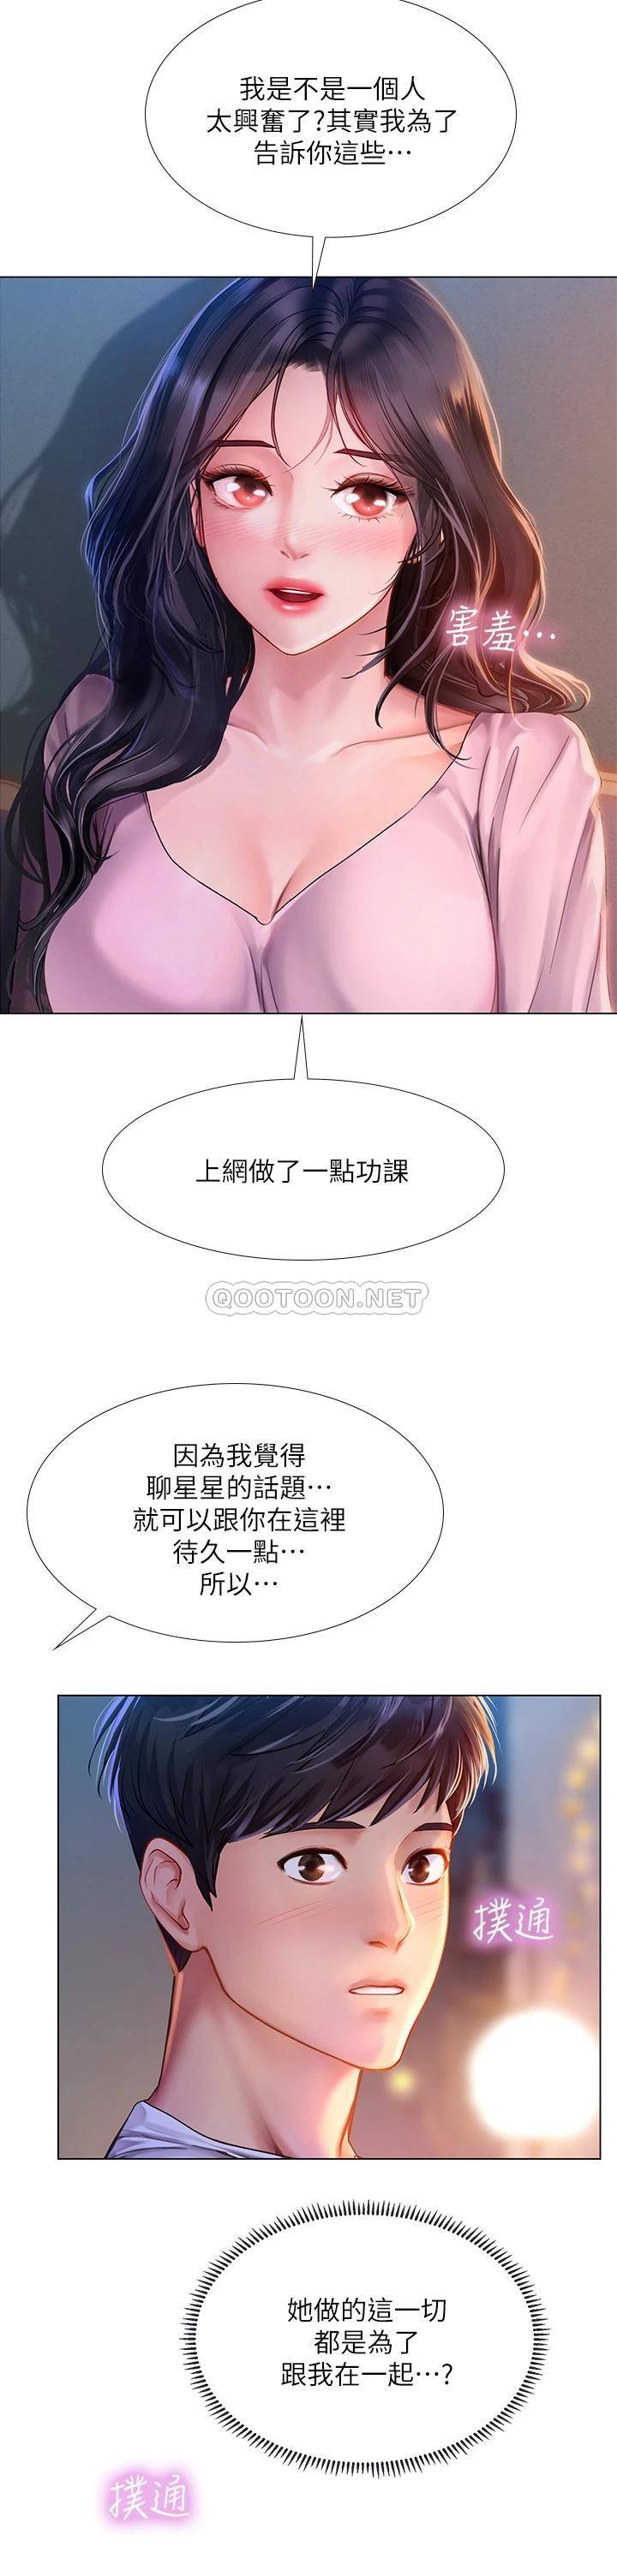 我是不是一個人
太興奮了?其實我為了
告訴你這些…
害羞…
上網做了一點功課
QOOTOON.NET
因為我覺得
聊星星的話題…
就可以跟你在這裡
待久一點…
所以…
撲通
她做的這一切
都是為了
跟我在一起…?
撲通